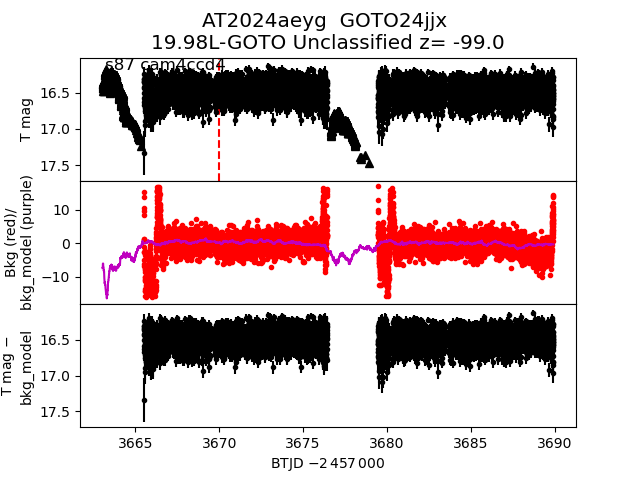 AT2024aeyg GOTO24jjx
19.98L-GOTO Unclassified z= -99.0
s87 cam4ccd4
T mag
16.5
17.0
17.5
Bkg (red)/
bkg_model (purple)
10
0
−10
T mag −
bkg_model
16.5
17.0
17.5
3665 3670 3675 3680 3685 3690
BTJD −2 457 000